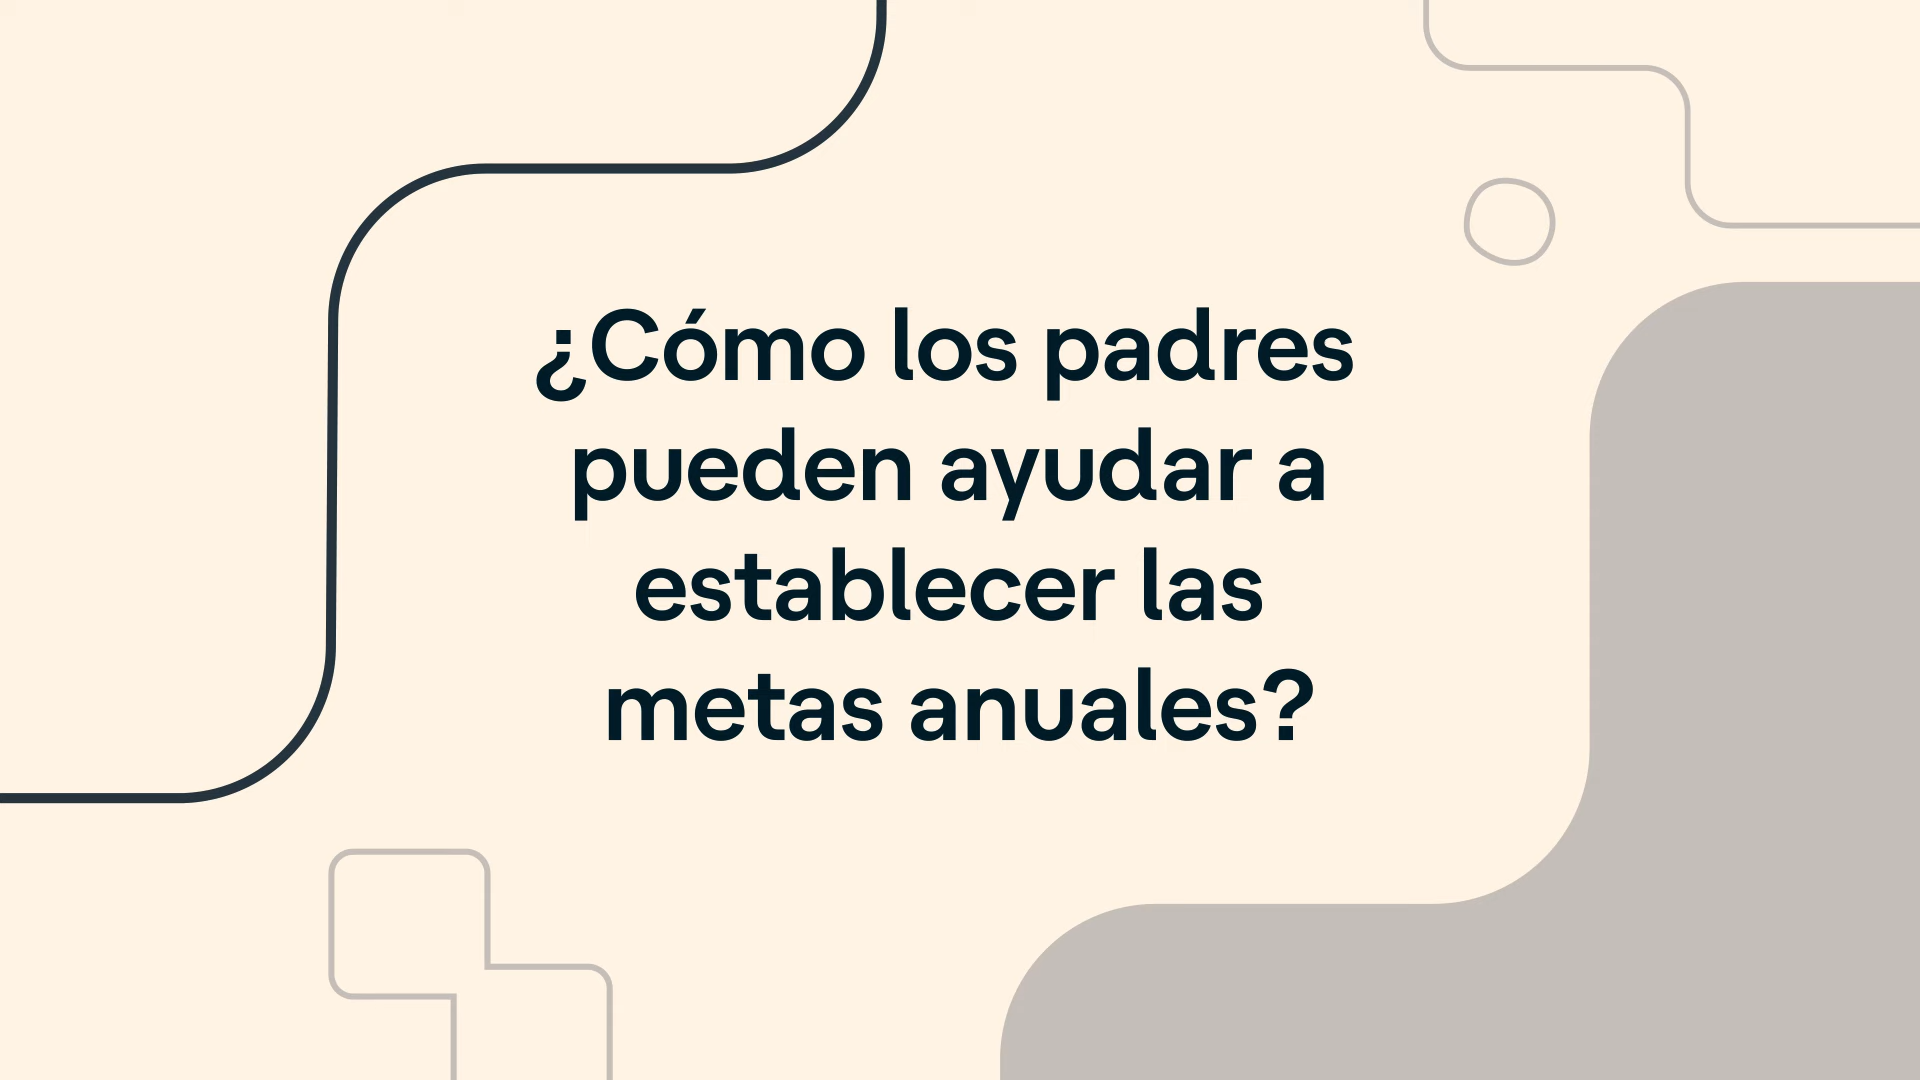 ¿Cómo los padres
pueden ayudar a
establecer las
metas anuales?